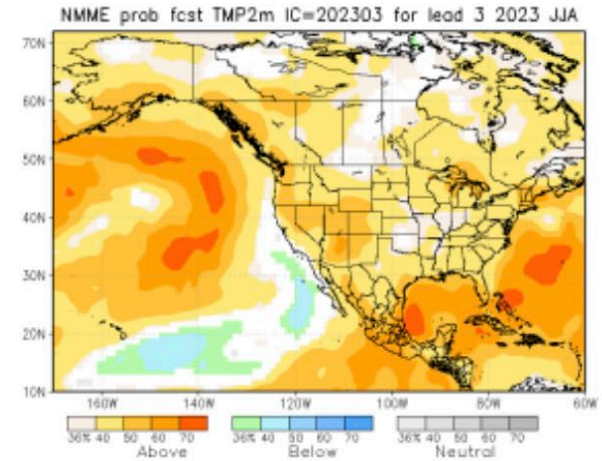 NMME prob fcst TMP2m IC=202303 for lead 3 2023 JJA
70N
60N
50N
40N
30N
20N
10N
160W 140W 120W 100W 80W 60W
36% 40 50 60 70 36% 40 50 60 70 36% 40 50 60 70
Above Below Neutral